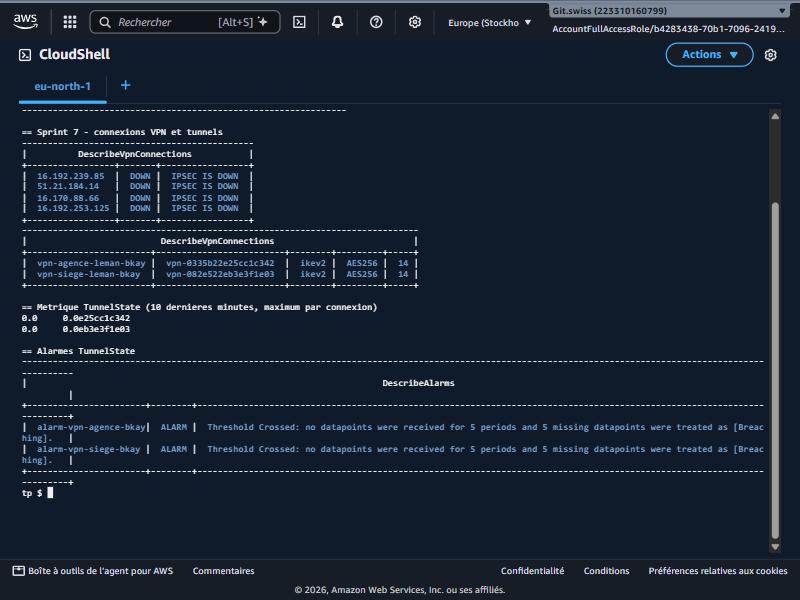 aws
Rechercher [Alt+S]
Europe (Stockho
Git.swiss (223310160799)
AccountFullAccessRole/b4283438-70b1-7096-2419...
CloudShell
Actions
eu-north-1 +
-----------------------------------------------------------------
== Sprint 7 - connexions VPN et tunnels
---------------------------------------------
| DescribeVpnConnections |
+------------------+-------+-----------------+
| 16.192.239.85 | DOWN | IPSEC IS DOWN |
| 51.21.184.14 | DOWN | IPSEC IS DOWN |
| 16.170.88.66 | DOWN | IPSEC IS DOWN |
| 16.192.253.125 | DOWN | IPSEC IS DOWN |
+------------------+-------+-----------------+
-------------------------------------------------------------------------------
| DescribeVpnConnections |
+-------------------------+-------------------------+--------+---------+-----+
| vpn-agence-leman-bkay | vpn-0335b22e25cc1c342 | ikev2 | AES256 | 14 |
| vpn-siege-leman-bkay | vpn-082e522eb3e3f1e03 | ikev2 | AES256 | 14 |
+-------------------------+-------------------------+--------+---------+-----+
== Metrique TunnelState (10 dernieres minutes, maximum par connexion)
0.0 0.0e25cc1c342
0.0 0.0eb3e3f1e03
== Alarmes TunnelState
------------------------------------------------------------------------------------------------------------------------------------------------
----------
| DescribeAlarms
|
+------------------------+---------+------------------------------------------------------------------------------------------------------------
---------+
| alarm-vpn-agence-bkay| ALARM | Threshold Crossed: no datapoints were received for 5 periods and 5 missing datapoints were treated as [Breac
hing]. |
| alarm-vpn-siege-bkay | ALARM | Threshold Crossed: no datapoints were received for 5 periods and 5 missing datapoints were treated as [Breac
hing]. |
+------------------------+---------+------------------------------------------------------------------------------------------------------------
---------+
tp $
Boîte à outils de l'agent pour AWS Commentaires Confidentialité Conditions Préférences relatives aux cookies
© 2026, Amazon Web Services, Inc. ou ses affiliés.